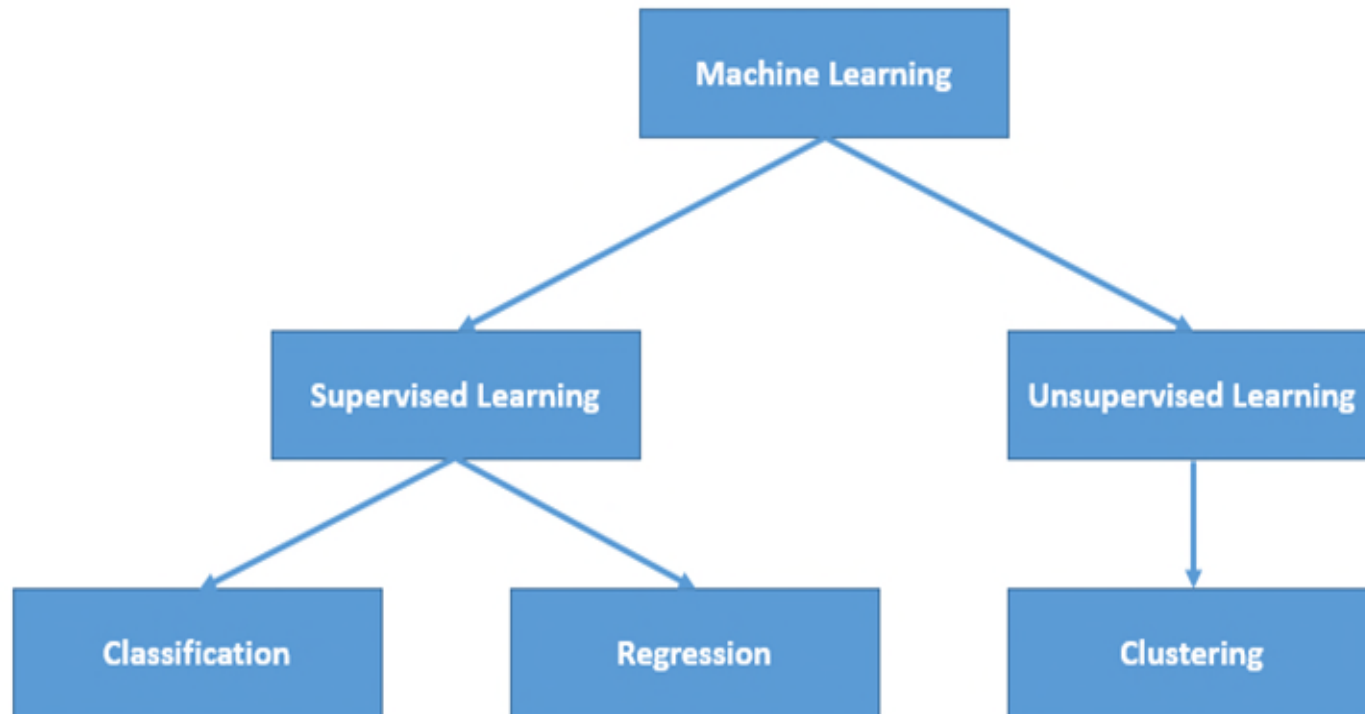 Machine Learning
Supervised Learning
Unsupervised Learning
Classification
Regression
Clustering